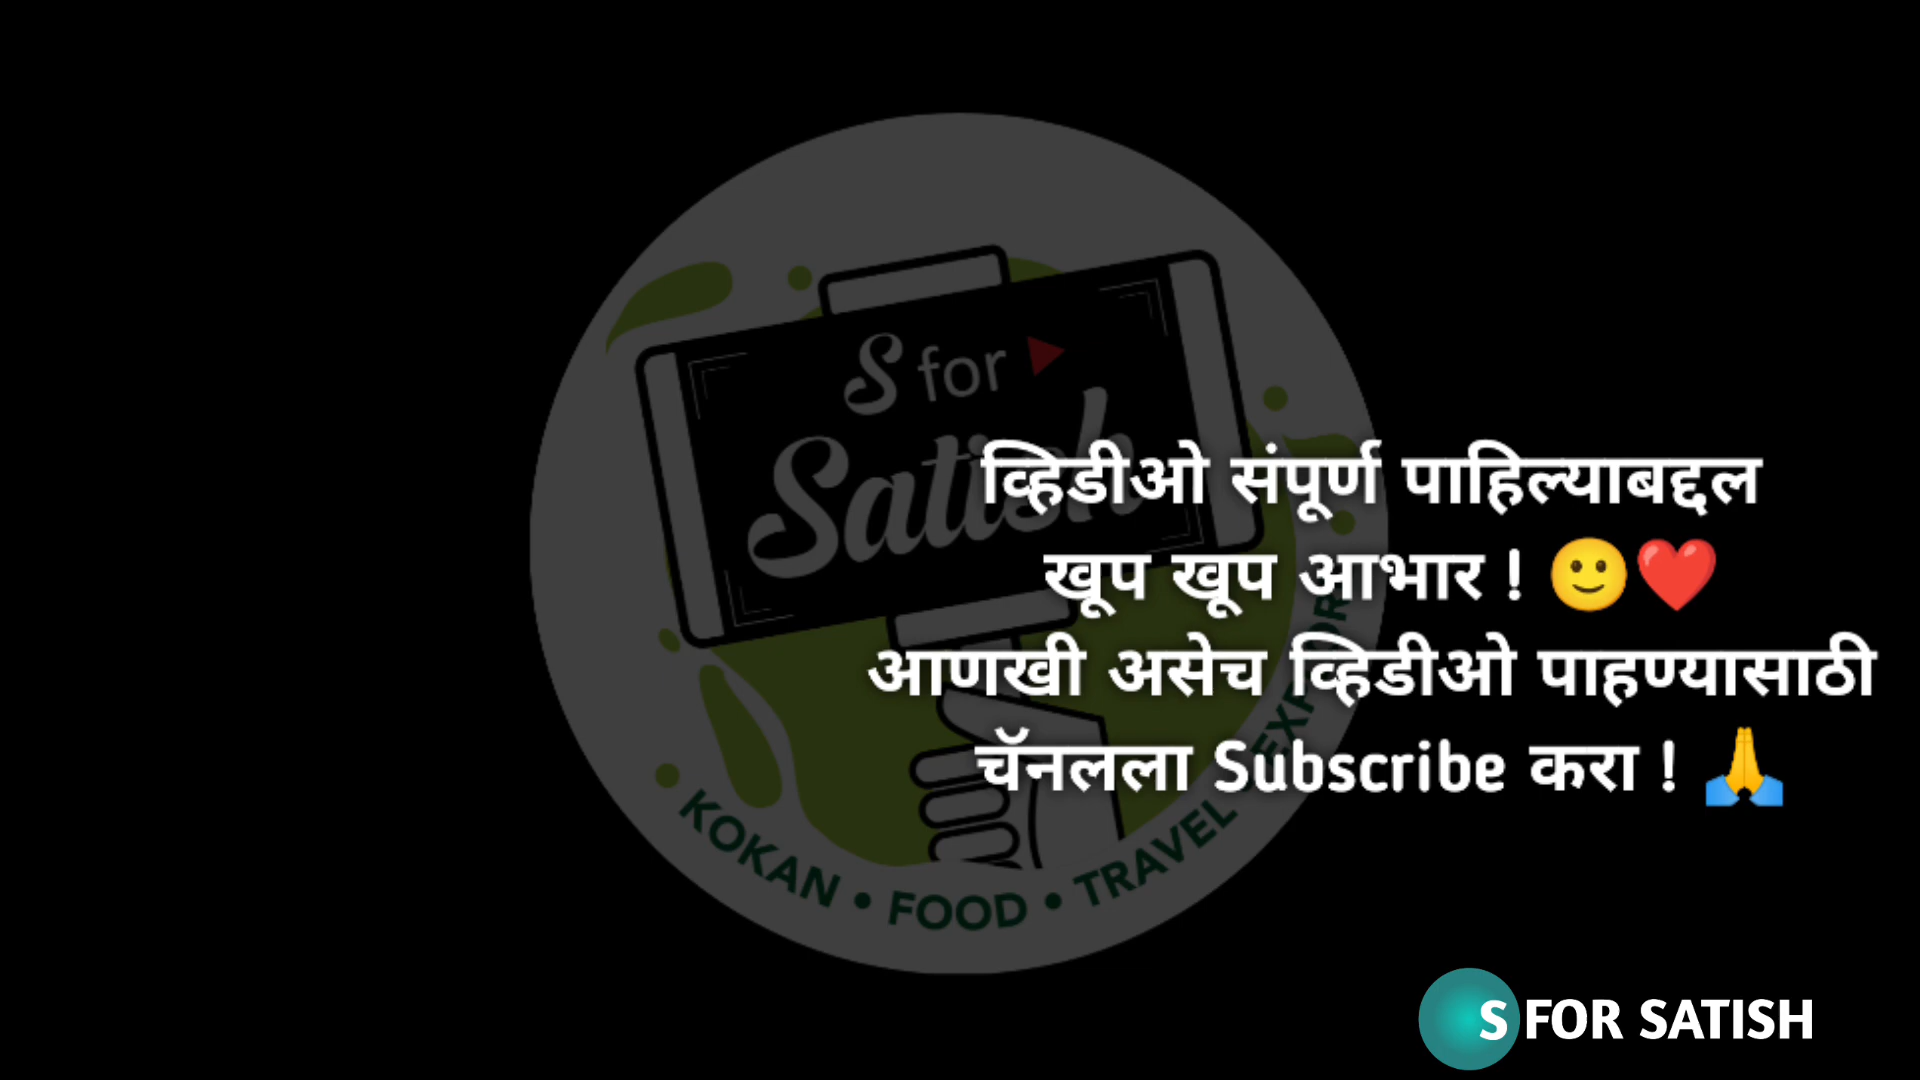 S for
Satish
व्हिडीओ संपूर्ण पाहिल्याबद्दल
खूप खूप आभार ! 🙂❤️
आणखी असेच व्हिडीओ पाहण्यासाठी
चॅनलला Subscribe करा ! 🙏
KOKAN • FOOD • TRAVEL
S FOR SATISH